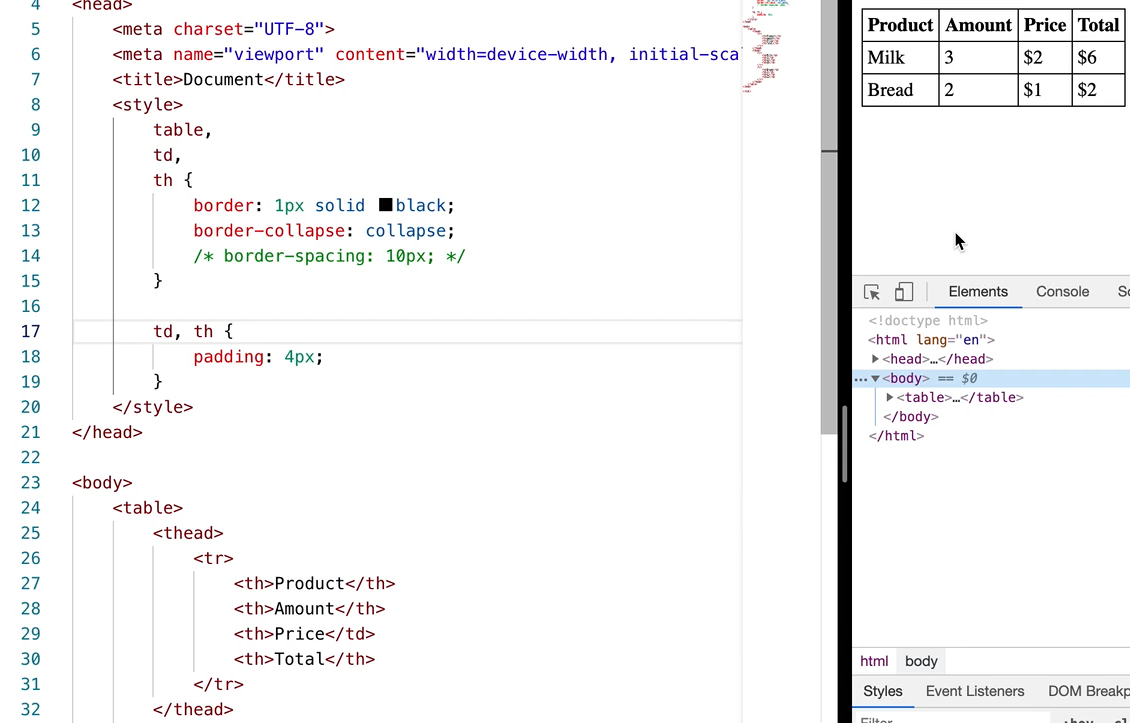 4 <head>
5 <meta charset="UTF-8">
6 <meta name="viewport" content="width=device-width, initial-sca
7 <title>Document</title>
8 <style>
9 table,
10 td,
11 th {
12 border: 1px solid black;
13 border-collapse: collapse;
14 /* border-spacing: 10px; */
15 }
16
17 td, th {
18 padding: 4px;
19 }
20 </style>
21 </head>
22
23 <body>
24 <table>
25 <thead>
26 <tr>
27 <th>Product</th>
28 <th>Amount</th>
29 <th>Price</td>
30 <th>Total</th>
31 </tr>
32 </thead>
Product Amount Price Total
Milk 3 $2 $6
Bread 2 $1 $2
Elements Console
<!doctype html>
<html lang="en">
<head>…</head>
<body> == $0
<table>…</table>
</body>
</html>
html body
Styles Event Listeners DOM Breakp
Filter :hov